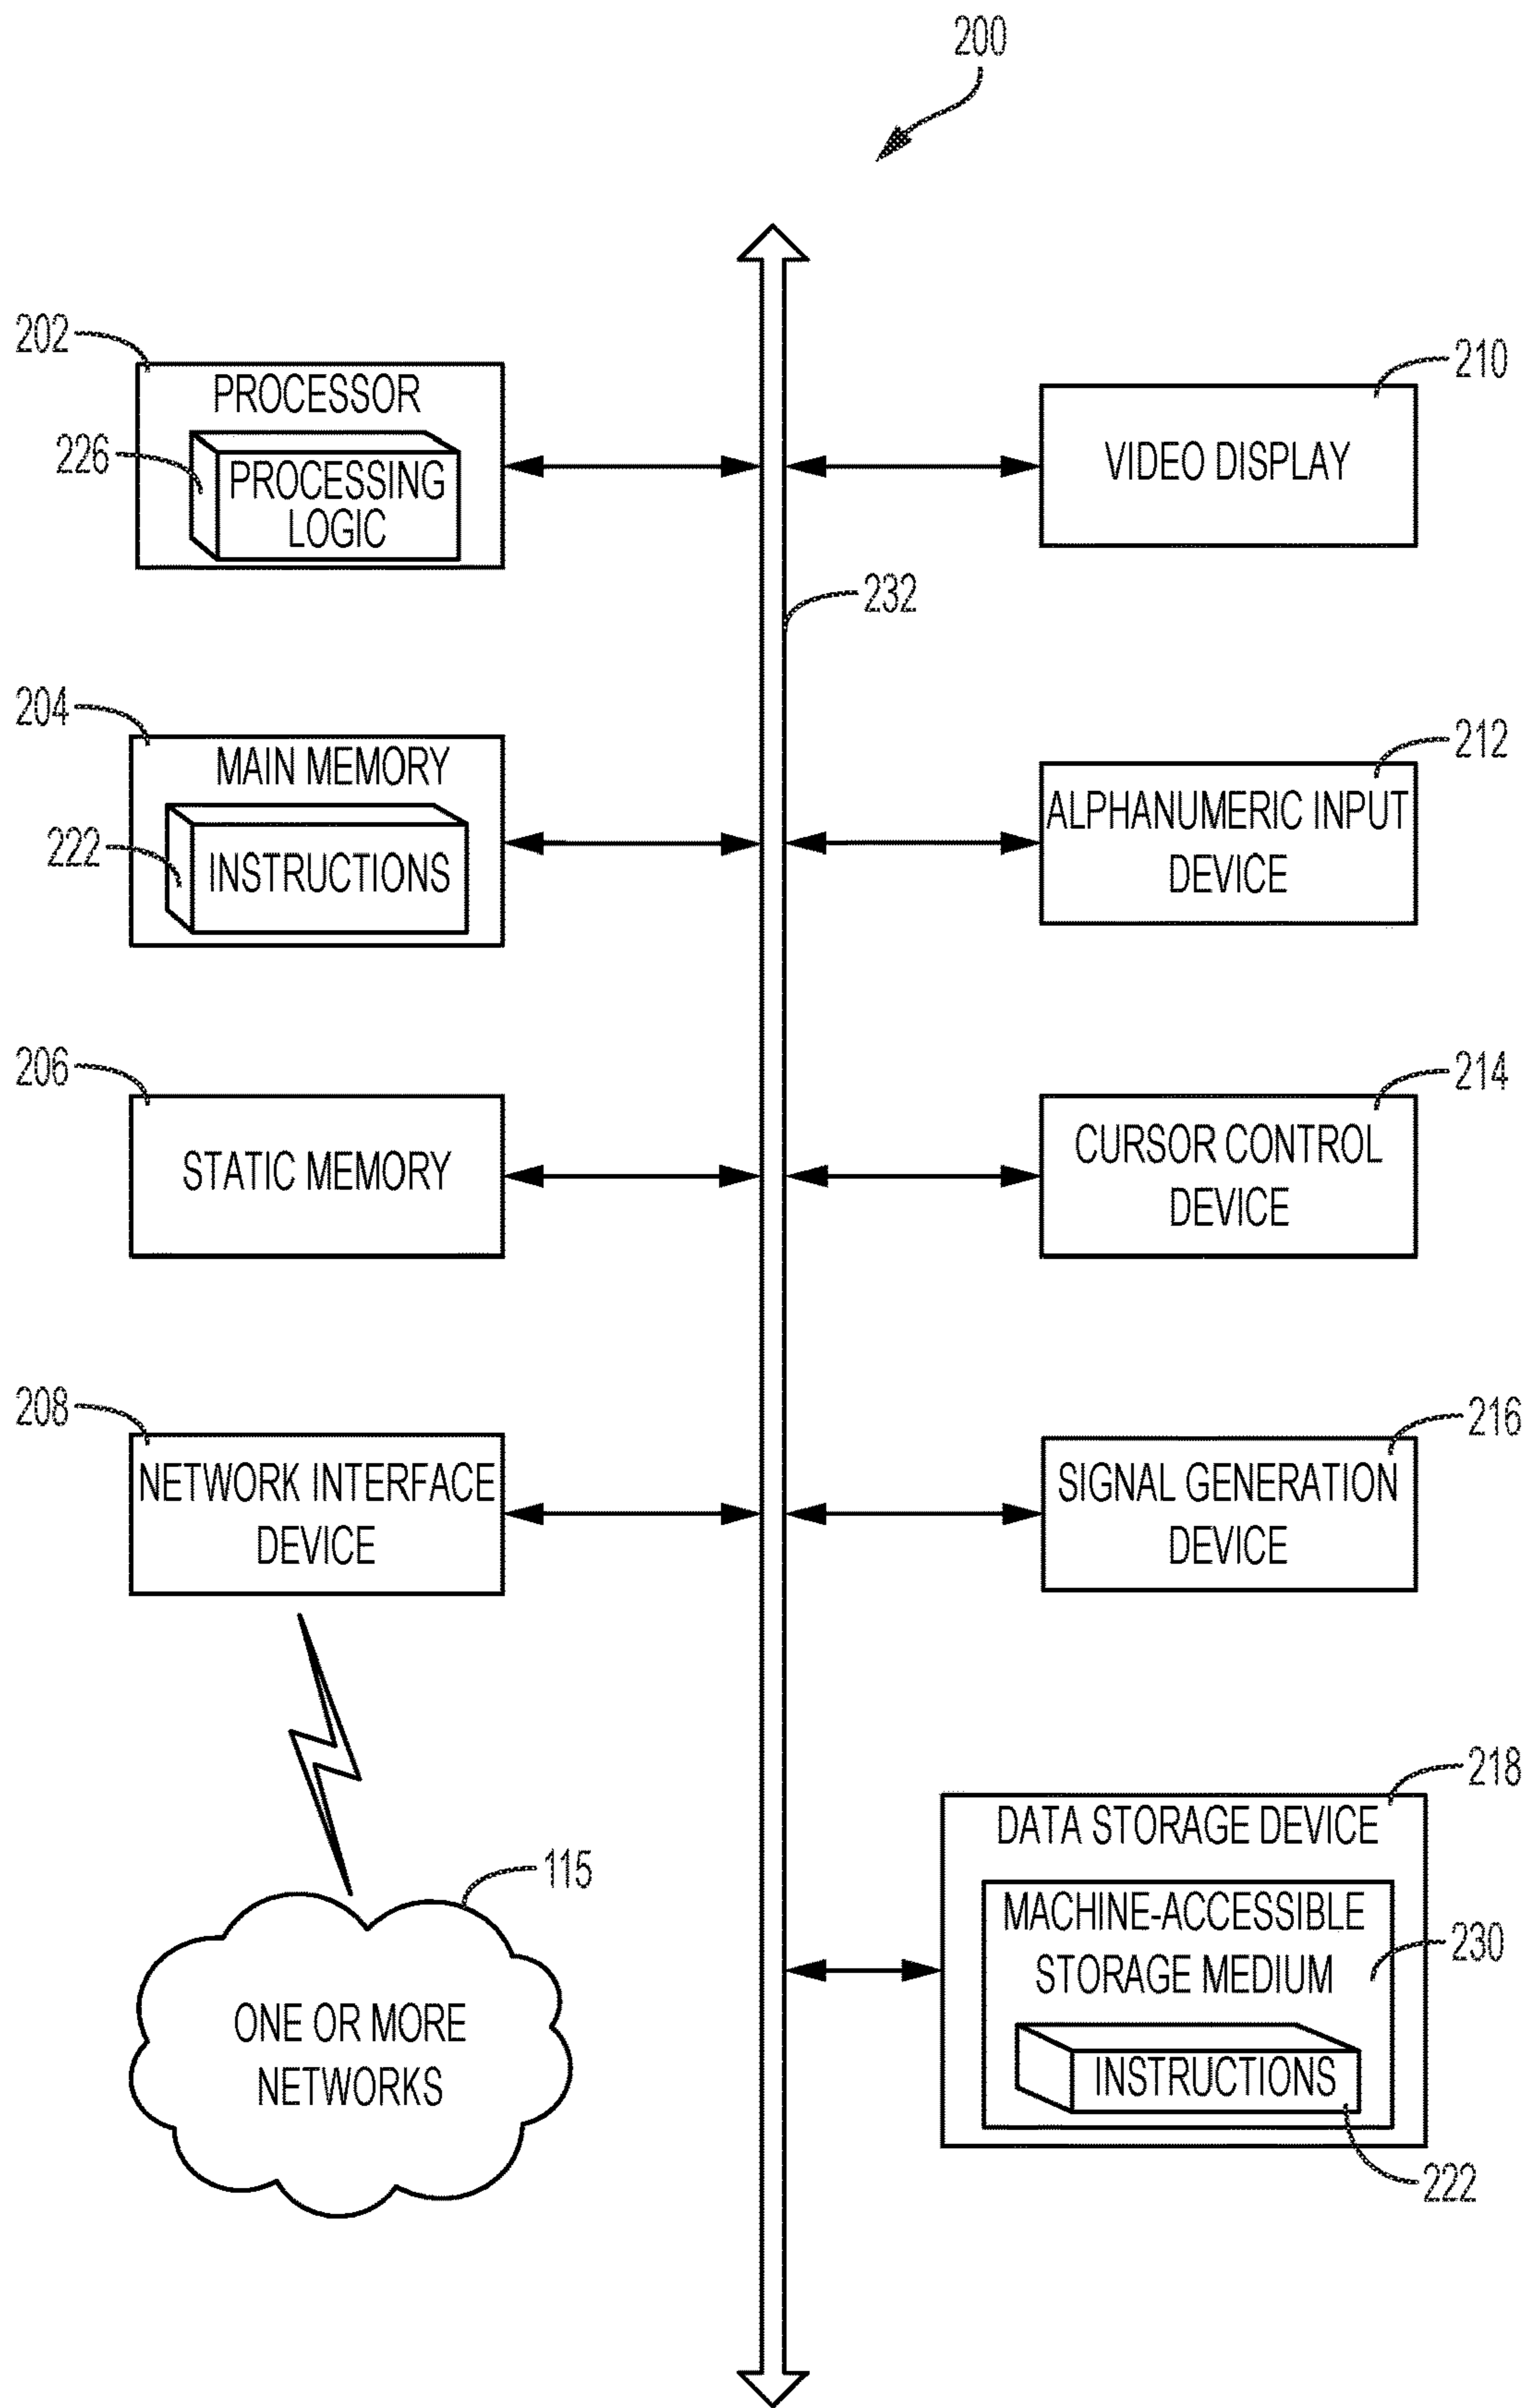 200
202
PROCESSOR
226
PROCESSING
LOGIC
210
VIDEO DISPLAY
232
204
MAIN MEMORY
222
INSTRUCTIONS
212
ALPHANUMERIC INPUT
DEVICE
206
STATIC MEMORY
214
CURSOR CONTROL
DEVICE
208
NETWORK INTERFACE
DEVICE
216
SIGNAL GENERATION
DEVICE
115
ONE OR MORE
NETWORKS
218
DATA STORAGE DEVICE
MACHINE-ACCESSIBLE
STORAGE MEDIUM
230
INSTRUCTIONS
222